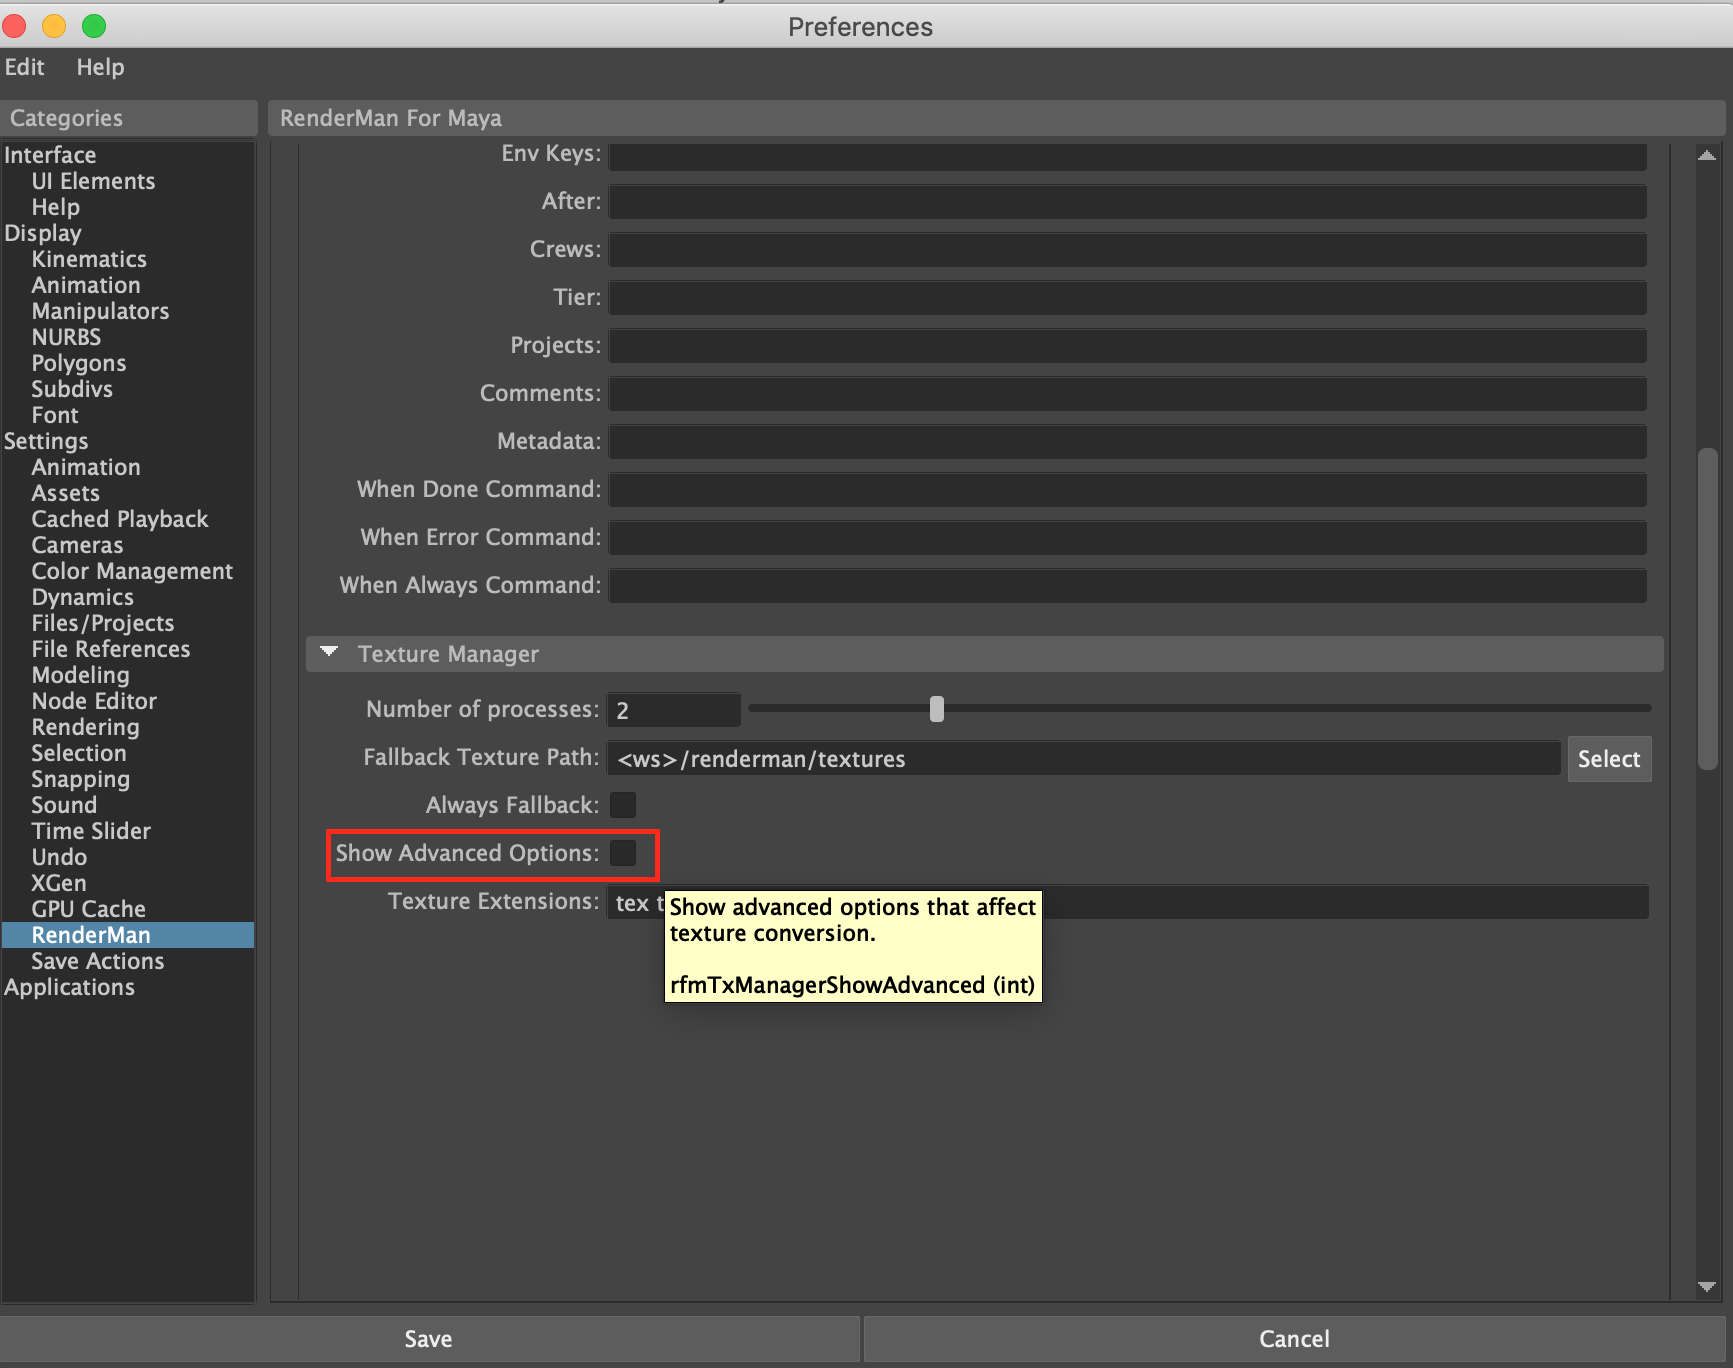 Preferences
Edit Help
Categories
Interface
UI Elements
Help
Display
Kinematics
Animation
Manipulators
NURBS
Polygons
Subdivs
Font
Settings
Animation
Assets
Cached Playback
Cameras
Color Management
Dynamics
Files/Projects
File References
Modeling
Node Editor
Rendering
Selection
Snapping
Sound
Time Slider
Undo
XGen
GPU Cache
RenderMan
Save Actions
Applications
RenderMan For Maya
Env Keys:
After:
Crews:
Tier:
Projects:
Comments:
Metadata:
When Done Command:
When Error Command:
When Always Command:
Texture Manager
Number of processes: 2
Fallback Texture Path: <ws>/renderman/textures Select
Always Fallback:
Show Advanced Options:
Texture Extensions: tex t
Show advanced options that affect
texture conversion.
rfmTxManagerShowAdvanced (int)
Save Cancel